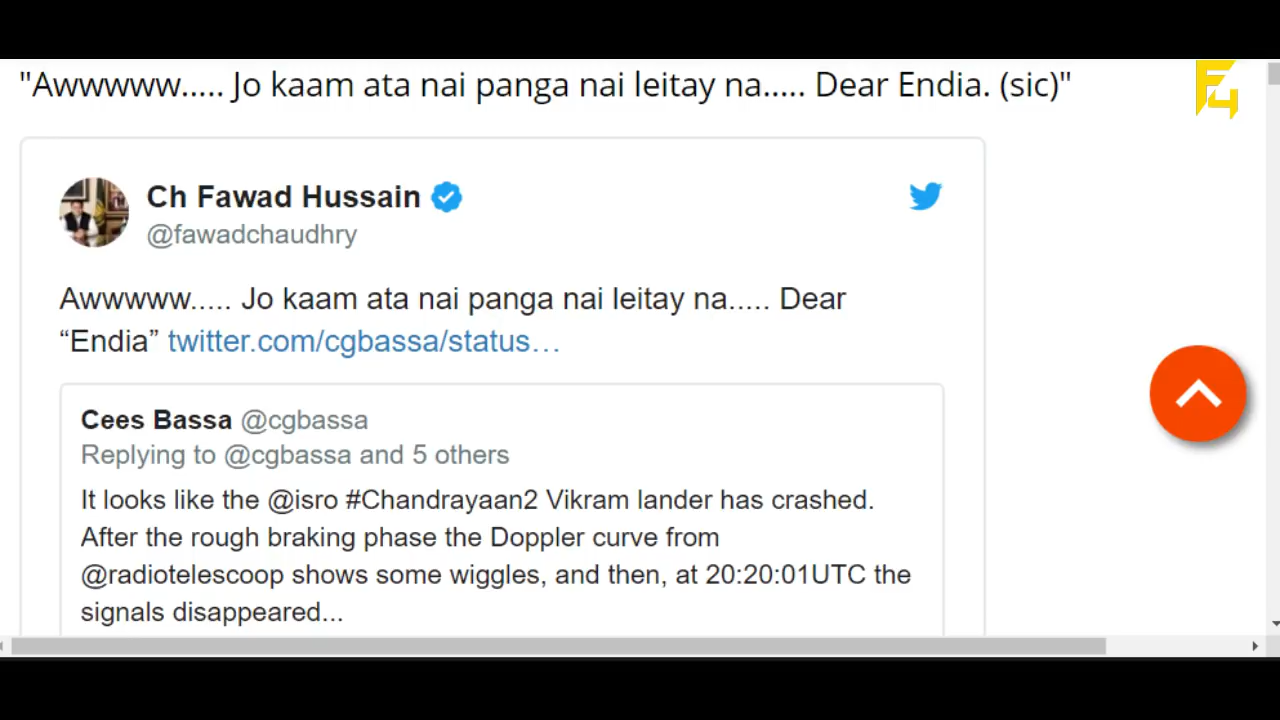 "Awwwww..... Jo kaam ata nai panga nai leitay na..... Dear Endia. (sic)"
F4
Ch Fawad Hussain
@fawadchaudhry
Awwwww..... Jo kaam ata nai panga nai leitay na..... Dear
“Endia” twitter.com/cgbassa/status…
Cees Bassa @cgbassa
Replying to @cgbassa and 5 others
It looks like the @isro #Chandrayaan2 Vikram lander has crashed.
After the rough braking phase the Doppler curve from
@radiotelescoop shows some wiggles, and then, at 20:20:01UTC the
signals disappeared...